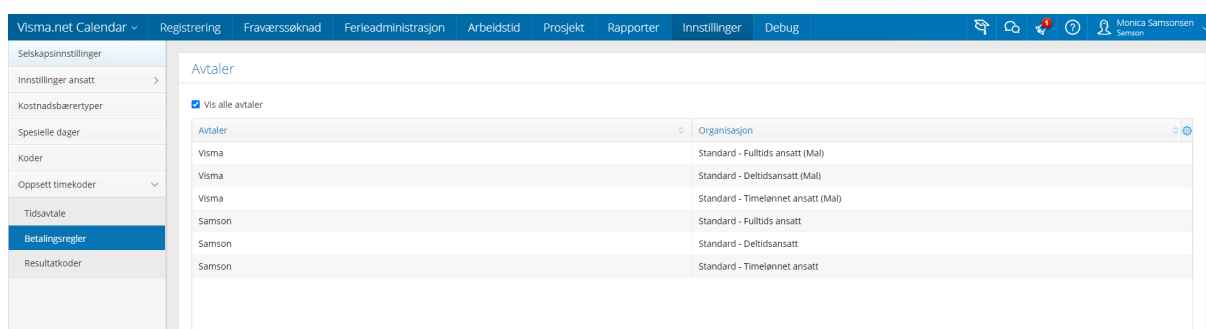 Visma.net Calendar Registrering Fraværssøknad Ferieadministrasjon Arbeidstid Prosjekt Rapporter Innstillinger Debug 1 Monica Samsonsen
Samson
Selskapsinnstillinger
Innstillinger ansatt
Kostnadsbærertyper
Spesielle dager
Koder
Oppsett timekoder
Tidsavtale
Betalingsregler
Resultatkoder
Avtaler
Vis alle avtaler
Avtaler Organisasjon
Visma Standard - Fulltids ansatt (Mal)
Visma Standard - Deltidsansatt (Mal)
Visma Standard - Timelønnet ansatt (Mal)
Samson Standard - Fulltids ansatt
Samson Standard - Deltidsansatt
Samson Standard - Timelønnet ansatt